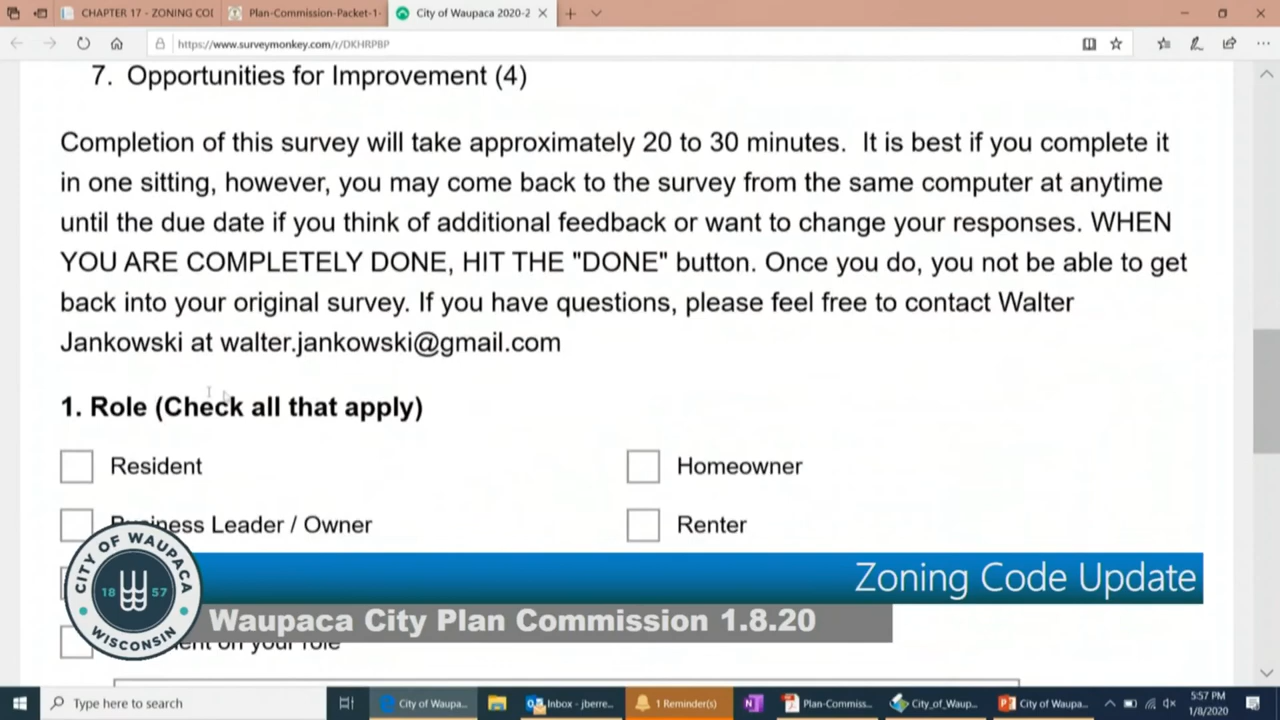 CHAPTER 17 - ZONING COI
Plan-Commission-Packet-1-
City of Waupaca 2020-2
https://www.surveymonkey.com/r/DKHRPBP
7. Opportunities for Improvement (4)
Completion of this survey will take approximately 20 to 30 minutes. It is best if you complete it
in one sitting, however, you may come back to the survey from the same computer at anytime
until the due date if you think of additional feedback or want to change your responses. WHEN
YOU ARE COMPLETELY DONE, HIT THE "DONE" button. Once you do, you not be able to get
back into your original survey. If you have questions, please feel free to contact Walter
Jankowski at walter.jankowski@gmail.com
1. Role (Check all that apply)
Resident
Homeowner
Business Leader / Owner
Renter
CITY OF WAUPACA
18 57
WISCONSIN
Zoning Code Update
Waupaca City Plan Commission 1.8.20
on your role
Type here to search
City of Waupa...
Inbox - jberre...
1 Reminder(s)
Plan-Commiss...
City_of_Waup...
City of Waupa...
5:57 PM
1/8/2020